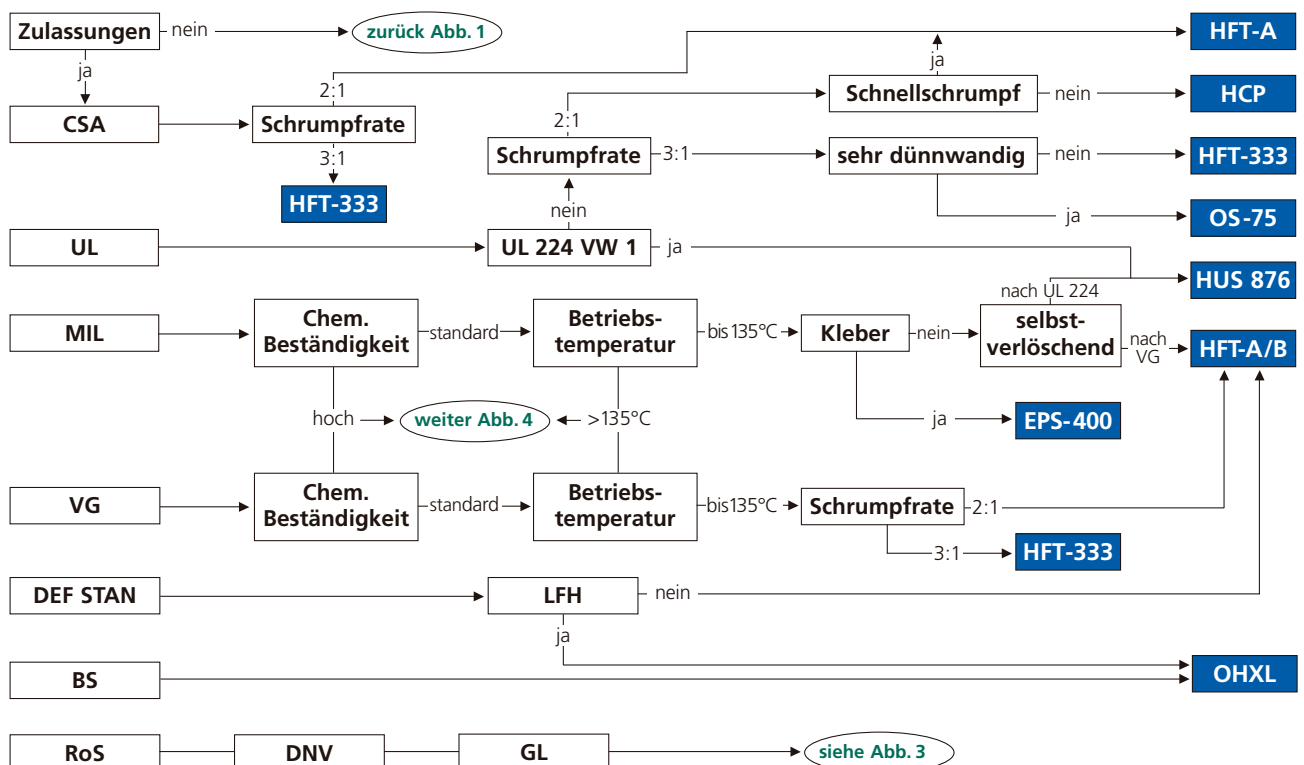 Zulassungen
nein
zurück Abb. 1
HFT-A
ja
2:1
ja
Schnellschrumpf
nein
HCP
CSA
Schrumpfrate
2:1
3:1
Schrumpfrate
3:1
sehr dünnwandig
nein
HFT-333
HFT-333
nein
ja
OS-75
UL
UL 224 VW 1
ja
HUS 876
nach UL 224
MIL
Chem.
Beständigkeit
standard
Betriebs-
temperatur
bis 135°C
Kleber
nein
selbst-
verlöschend
nach
VG
HFT-A/B
hoch
weiter Abb. 4
>135°C
ja
EPS-400
VG
Chem.
Beständigkeit
standard
Betriebs-
temperatur
bis135°C
Schrumpfrate
2:1
3:1
HFT-333
DEF STAN
LFH
nein
ja
BS
OHXL
RoS
DNV
GL
siehe Abb. 3